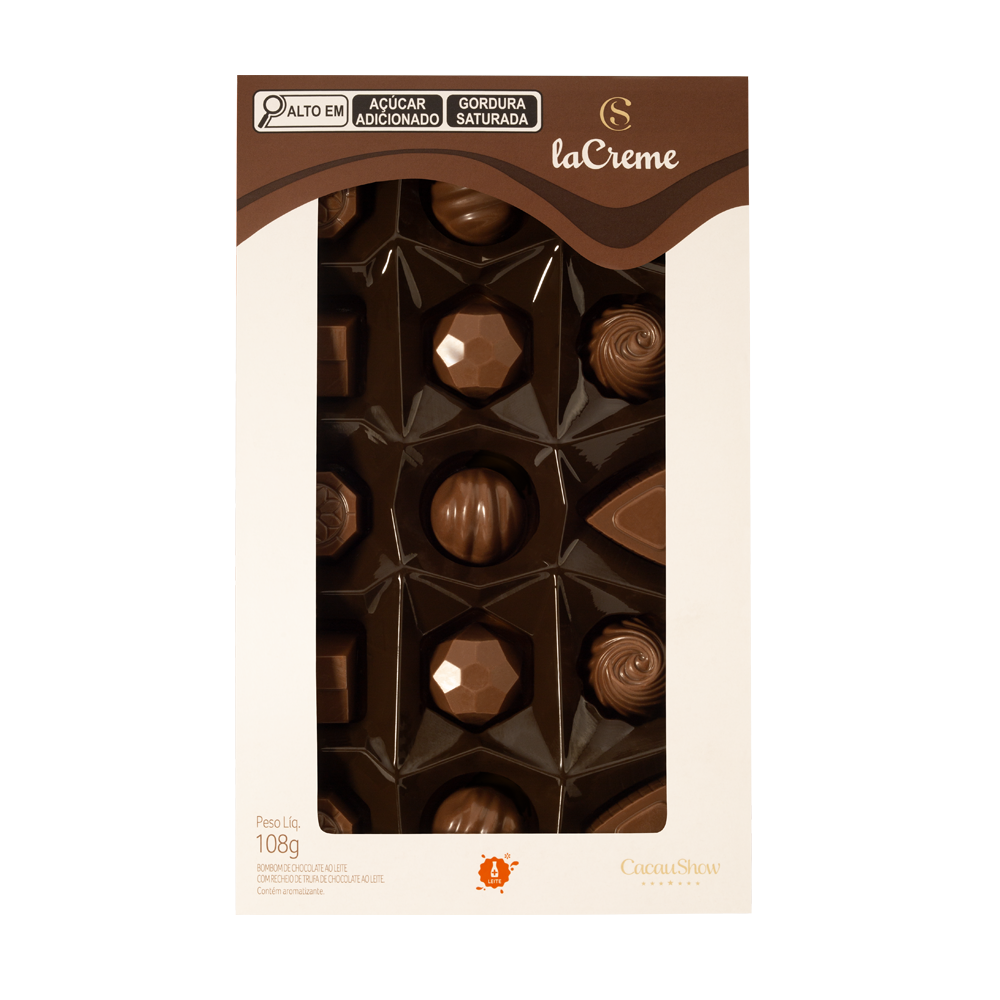 ALTO EM
AÇÚCAR
ADICIONADO
GORDURA
SATURADA
CS
laCreme
Peso Líq.
108g
BOMBOM DE CHOCOLATE AO LEITE
COM RECHEIO DE TRUFA DE CHOCOLATE AO LEITE.
Contém aromatizante.
LEITE
CacauShow